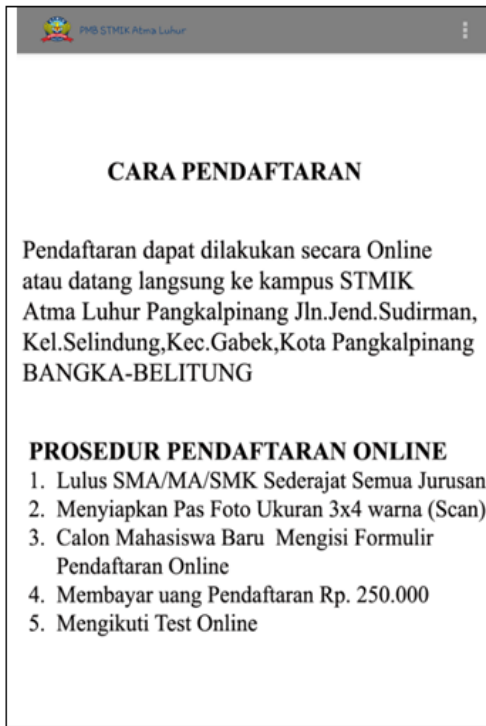 PMB STMIK Atma Luhur
CARA PENDAFTARAN
Pendaftaran dapat dilakukan secara Online
atau datang langsung ke kampus STMIK
Atma Luhur Pangkalpinang Jln.Jend.Sudirman,
Kel.Selindung,Kec.Gabek,Kota Pangkalpinang
BANGKA-BELITUNG
PROSEDUR PENDAFTARAN ONLINE
1. Lulus SMA/MA/SMK Sederajat Semua Jurusan
2. Menyiapkan Pas Foto Ukuran 3x4 warna (Scan)
3. Calon Mahasiswa Baru Mengisi Formulir
Pendaftaran Online
4. Membayar uang Pendaftaran Rp. 250.000
5. Mengikuti Test Online